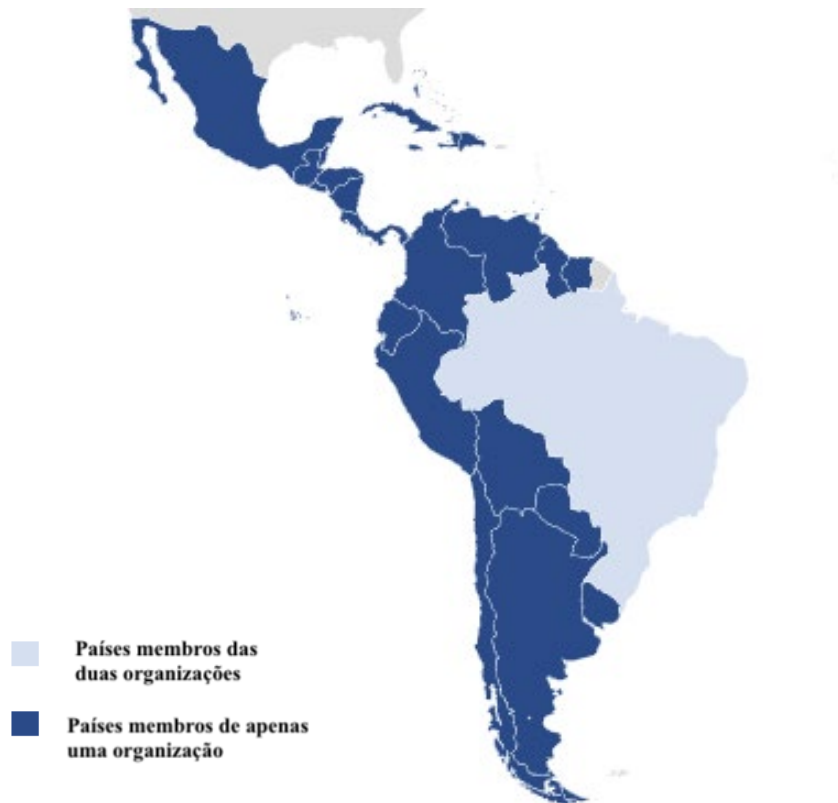 Países membros das
duas organizações
Países membros de apenas
uma organização